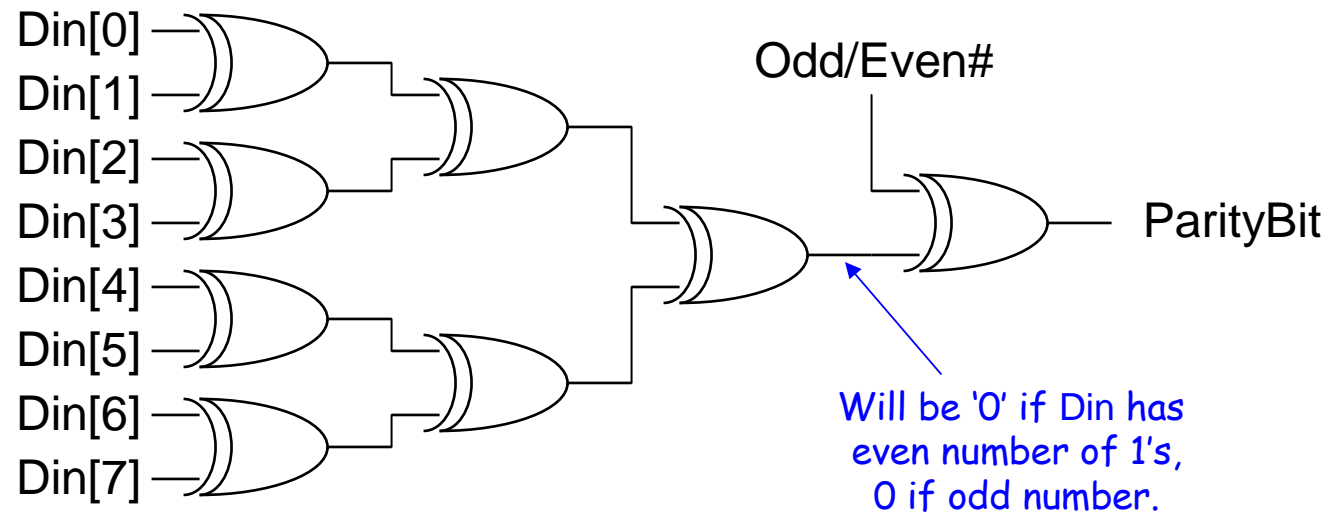 Din[0]
Din[1]
Din[2]
Din[3]
Din[4]
Din[5]
Din[6]
Din[7]
Odd/Even#
ParityBit
Will be ‘0’ if Din has
even number of 1’s,
0 if odd number.